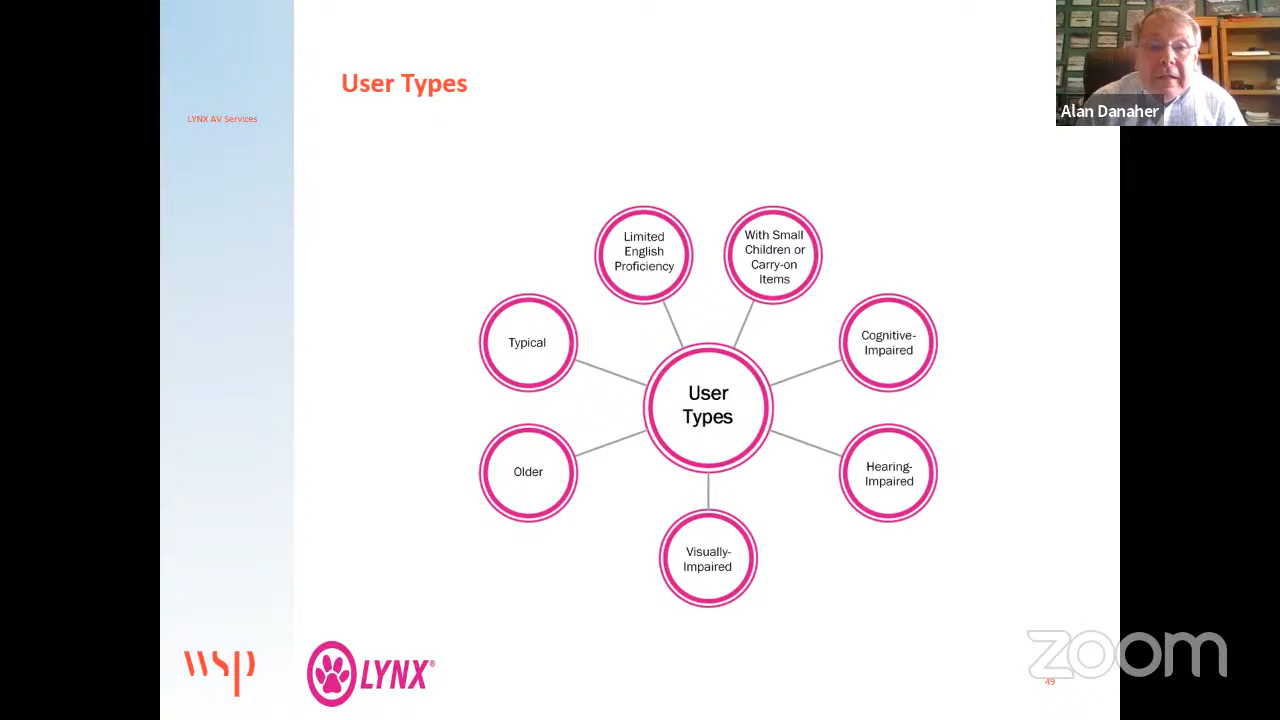 User Types
Alan Danaher
LYNX AV Services
Limited
English
Proficiency
With Small
Children or
Carry-on
Items
Typical
Cognitive-
Impaired
User
Types
Older
Hearing-
Impaired
Visually-
Impaired
wsp
LYNX®
zoom
49